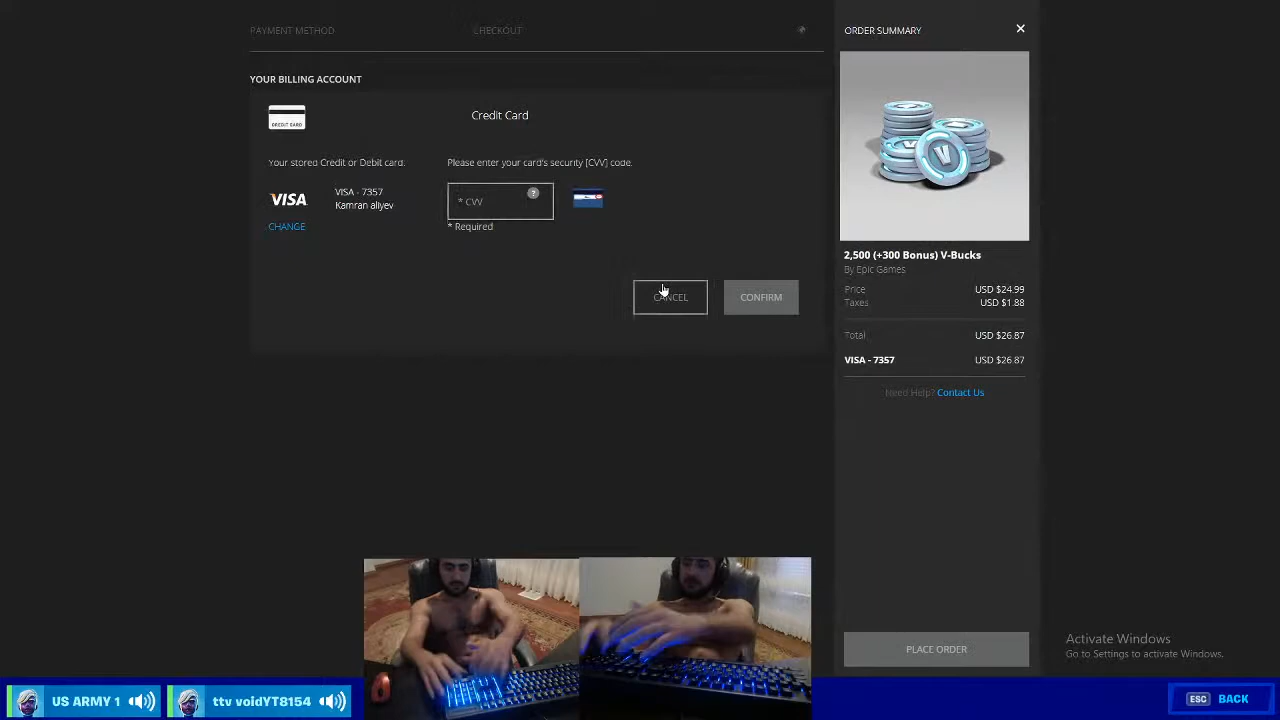 PAYMENT METHOD
CHECKOUT
YOUR BILLING ACCOUNT
CREDIT CARD
Credit Card
Your stored Credit or Debit card:
VISA
VISA - 7357
Kamran aliyev
CHANGE
Please enter your card's security [CVV] code.
* CVV
?
* Required
CANCEL
CONFIRM
ORDER SUMMARY
V
2,500 (+300 Bonus) V-Bucks
By Epic Games
Price USD $24.99
Taxes USD $1.88
Total USD $26.87
VISA - 7357 USD $26.87
Need Help? Contact Us
PLACE ORDER
Activate Windows
Go to Settings to activate Windows.
US ARMY 1
ttv voidYT8154
ESC BACK